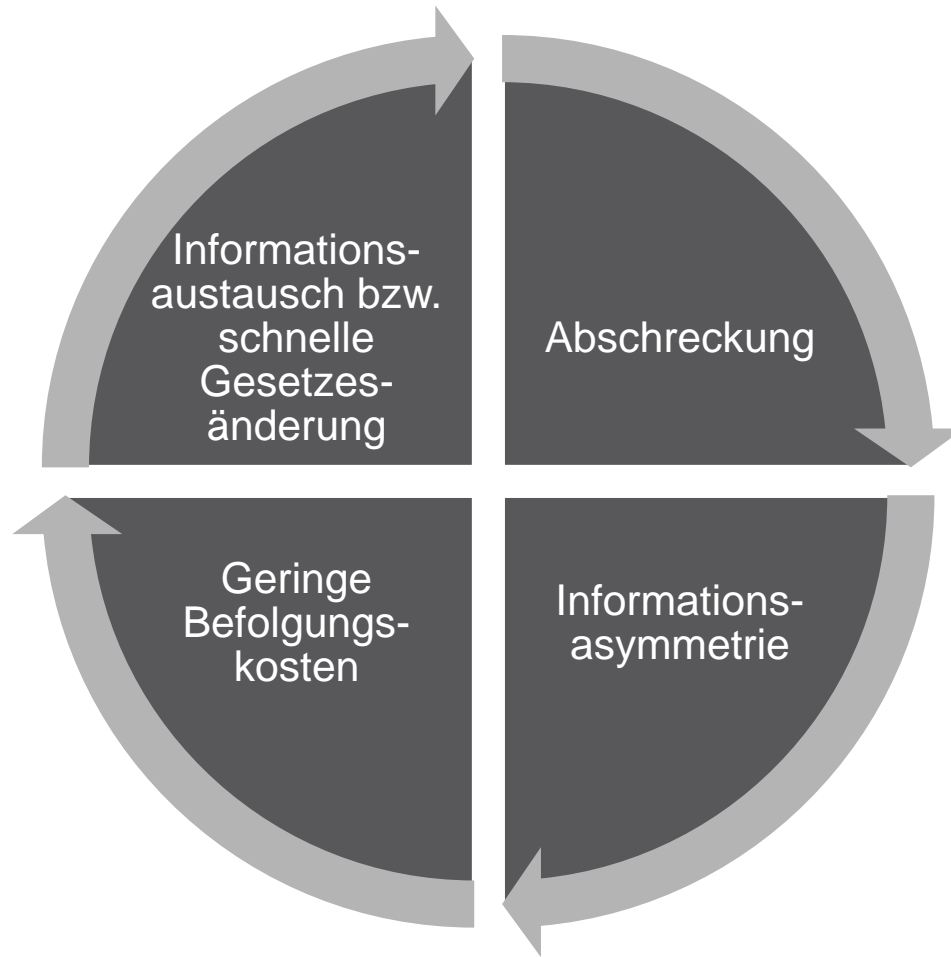 Informations-
austausch bzw.
schnelle
Gesetzes-
änderung
Abschreckung
Geringe
Befolgungs-
kosten
Informations-
asymmetrie